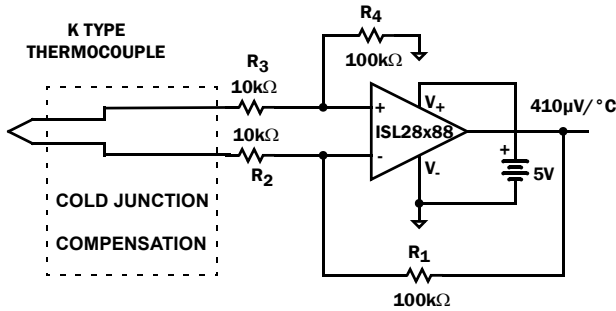 K TYPE
THERMOCOUPLE
R4
100kΩ
R3
10kΩ
10kΩ
R2
+
-
ISL28x88
V+
V-
410µV/°C
+
5V
COLD JUNCTION
COMPENSATION
R1
100kΩ